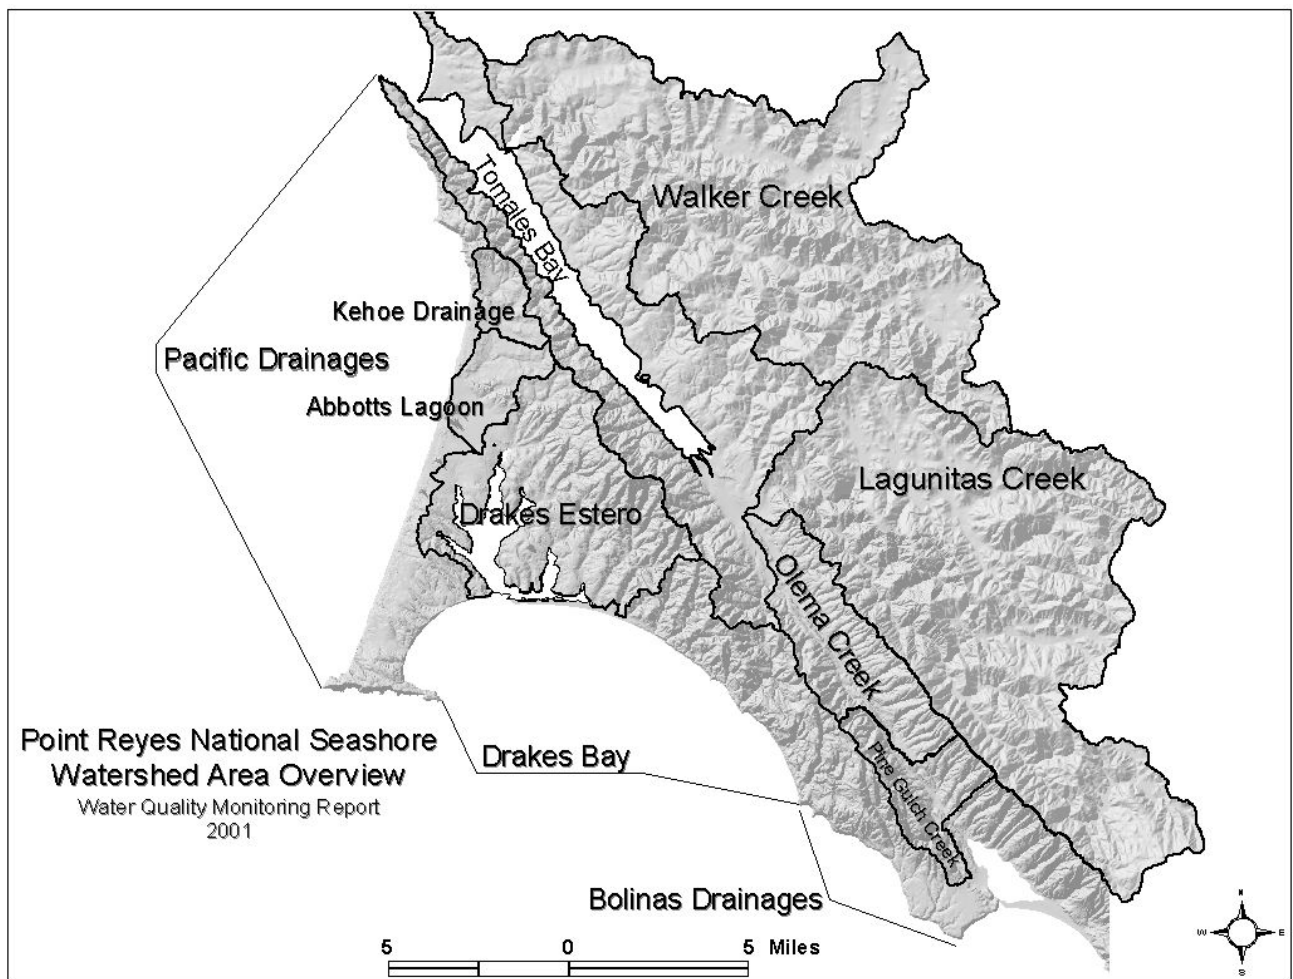 Walker Creek
Tomales Bay
Kehoe Drainage
Pacific Drainages
Abbotts Lagoon
Lagunitas Creek
Drakes Estero
Olema Creek
Point Reyes National Seashore
Watershed Area Overview
Water Quality Monitoring Report
2001
Drakes Bay
Pine Gulch Creek
Bolinas Drainages
5 0 5 Miles
N
W E
S